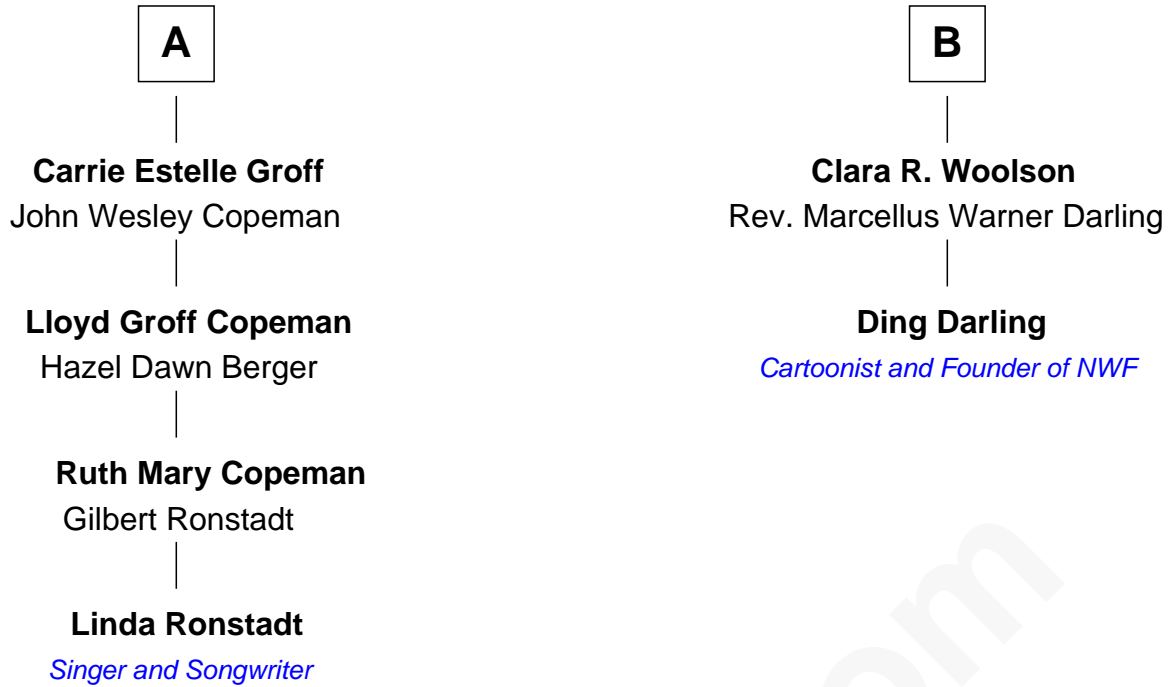 A
Carrie Estelle Groff
John Wesley Copeman
Lloyd Groff Copeman
Hazel Dawn Berger
Ruth Mary Copeman
Gilbert Ronstadt
Linda Ronstadt
Singer and Songwriter
B
Clara R. Woolson
Rev. Marcellus Warner Darling
Ding Darling
Cartoonist and Founder of NWF
om